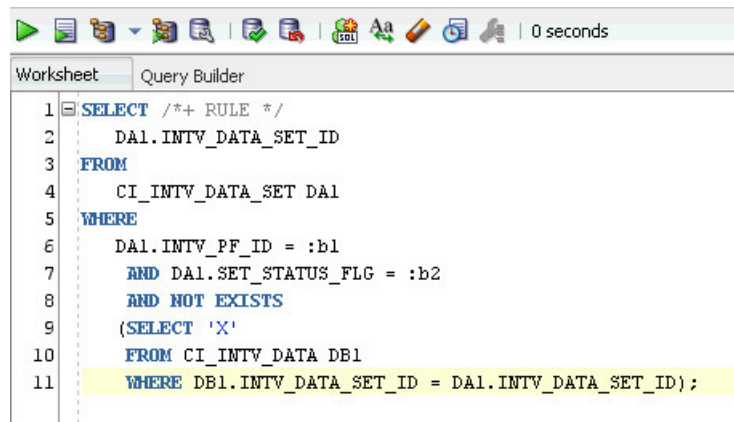 SQL Aa 0 seconds
Worksheet Query Builder
1 SELECT /*+ RULE */
2 DA1.INTV_DATA_SET_ID
3 FROM
4 CI_INTV_DATA_SET DA1
5 WHERE
6 DA1.INTV_PF_ID = :b1
7 AND DA1.SET_STATUS_FLG = :b2
8 AND NOT EXISTS
9 (SELECT 'X'
10 FROM CI_INTV_DATA DB1
11 WHERE DB1.INTV_DATA_SET_ID = DA1.INTV_DATA_SET_ID);